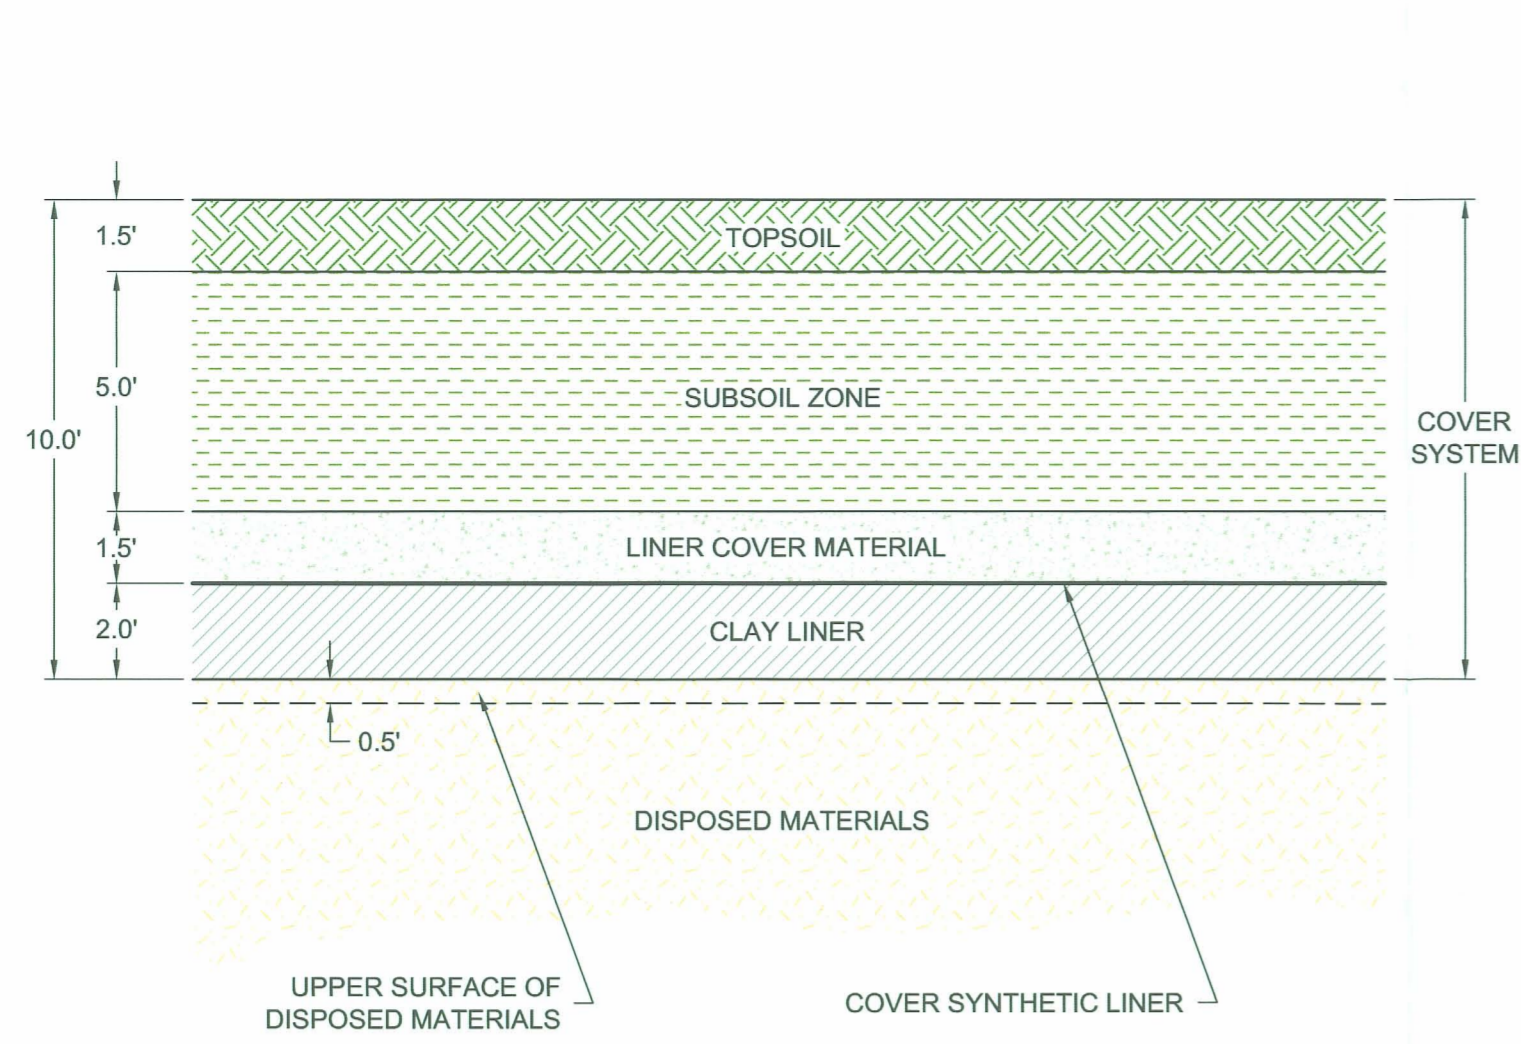 1.5'
TOPSOIL
5.0'
SUBSOIL ZONE
10.0'
COVER
SYSTEM
1.5'
LINER COVER MATERIAL
2.0'
CLAY LINER
0.5'
DISPOSED MATERIALS
UPPER SURFACE OF
DISPOSED MATERIALS
COVER SYNTHETIC LINER